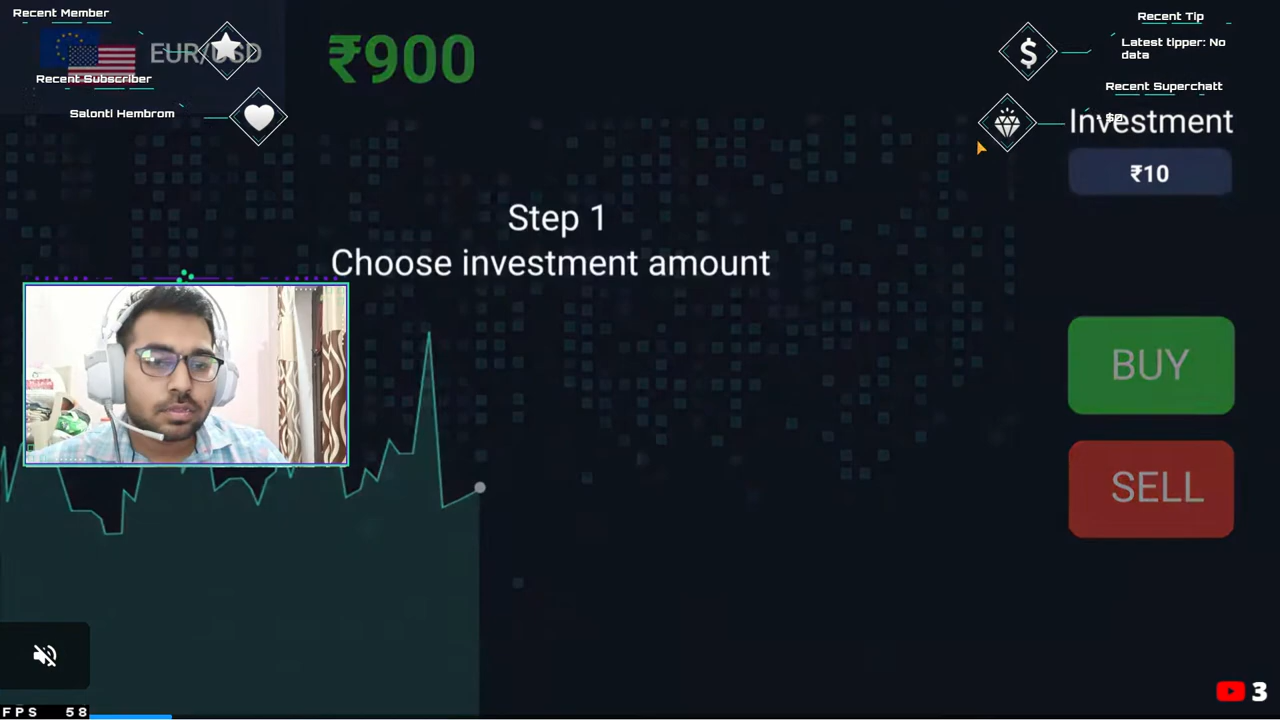 Recent Member
EUR/USD
₹900
Recent Subscriber
Salonti Hembrom
Recent Tip
Latest tipper: No
data
Recent Superchatt
Investment
₹10
Step 1
Choose investment amount
BUY
SELL
3
FPS 58